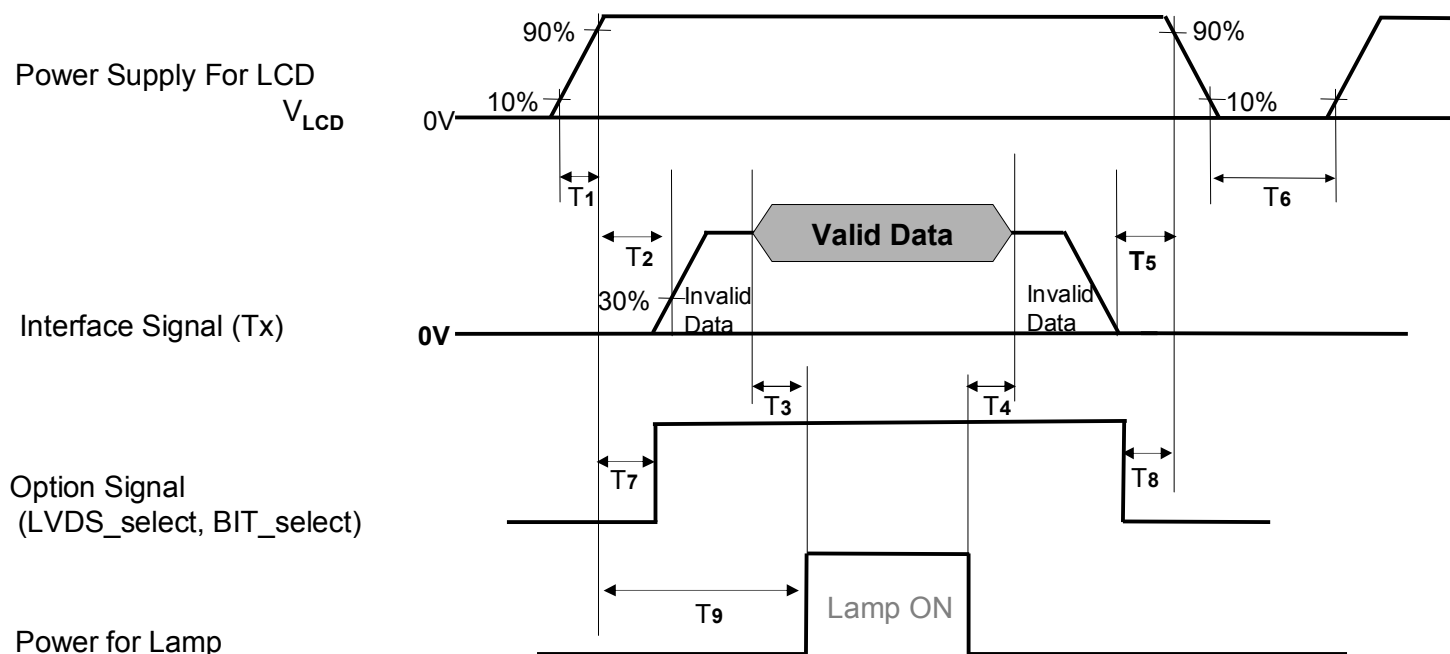 90%
90%
Power Supply For LCD
10%
10%
VLCD
0V
T1
T6
Valid Data
T2
T5
30%
Invalid
Data
Invalid
Data
Interface Signal (Tx)
0V
T3
T4
T7
T8
Option Signal
(LVDS_select, BIT_select)
T9
Lamp ON
Power for Lamp